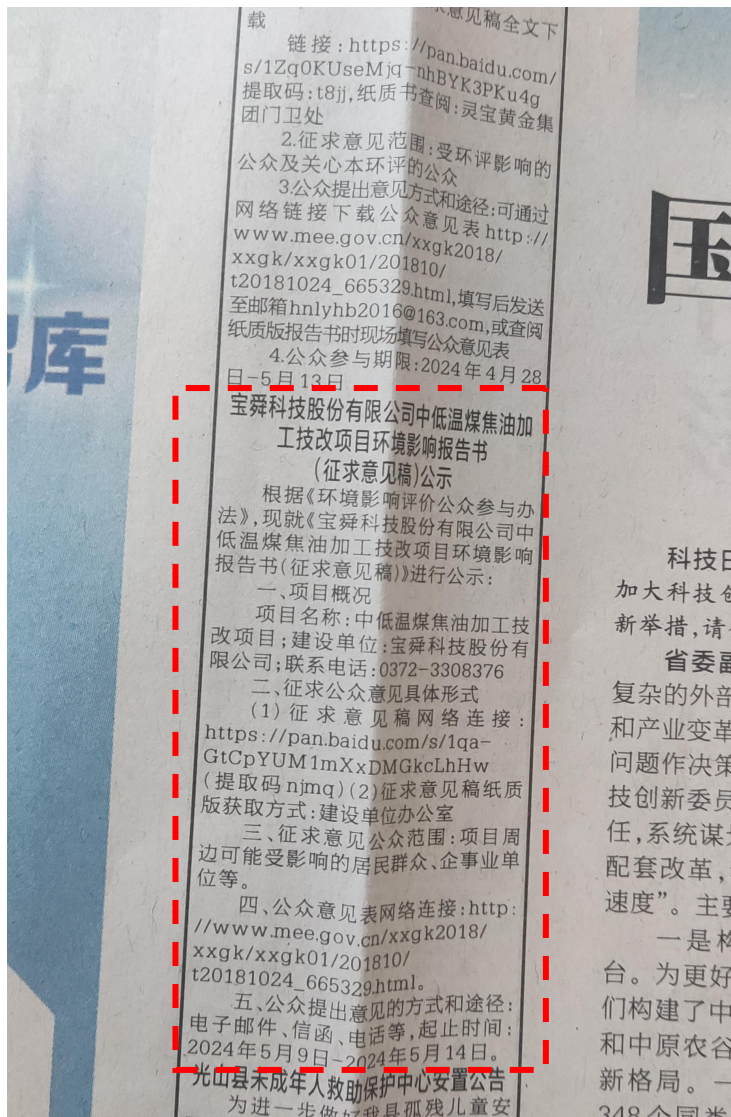 载
求意见稿全文下
链接:https://pan.baidu.com/
s/1Zq0KUseMjq-nhBYK3PKu4g
提取码:t8jj,纸质书查阅:灵宝黄金集
团门卫处
2.征求意见范围:受环评影响的
公众及关心本环评的公众
3.公众提出意见方式和途径:可通过
网络链接下载公众意见表http://
www.mee.gov.cn/xxgk2018/
xxgk/xxgk01/201810/
t20181024_665329.html,填写后发送
至邮箱hnlyhb2016@163.com,或查阅
纸质版报告书时现场填写公众意见表
4.公众参与期限:2024年4月28
日-5月13日
宝舜科技股份有限公司中低温煤焦油加
工技改项目环境影响报告书
(征求意见稿)公示
根据《环境影响评价公众参与办
法》,现就《宝舜科技股份有限公司中
低温煤焦油加工技改项目环境影响
报告书(征求意见稿)》进行公示:
一、项目概况
项目名称:中低温煤焦油加工技
改项目;建设单位:宝舜科技股份有
限公司;联系电话:0372-3308376
二、征求公众意见具体形式
(1)征求意见稿网络连接:
https://pan.baidu.com/s/1qa-
GtCpYUM1mXxDMGkcLhHw
(提取码njmq)(2)征求意见稿纸质
版获取方式:建设单位办公室
三、征求意见公众范围:项目周
边可能受影响的居民群众、企事业单
位等。
四、公众意见表网络连接:http:
//www.mee.gov.cn/xxgk2018/
xxgk/xxgk01/201810/
t20181024_665329.html。
五、公众提出意见的方式和途径:
电子邮件、信函、电话等,起止时间:
2024年5月9日-2024年5月14日。
光山县未成年人救助保护中心安置公告
为进一步做好我县孤残儿童安
库
科技日
加大科技创
新举措,请
省委副
复杂的外部
和产业变革
问题作决策
技创新委员
任,系统谋
配套改革,
速度”。主要
一是构
台。为更好
们构建了中
和中原农谷
新格局。一
348个同类